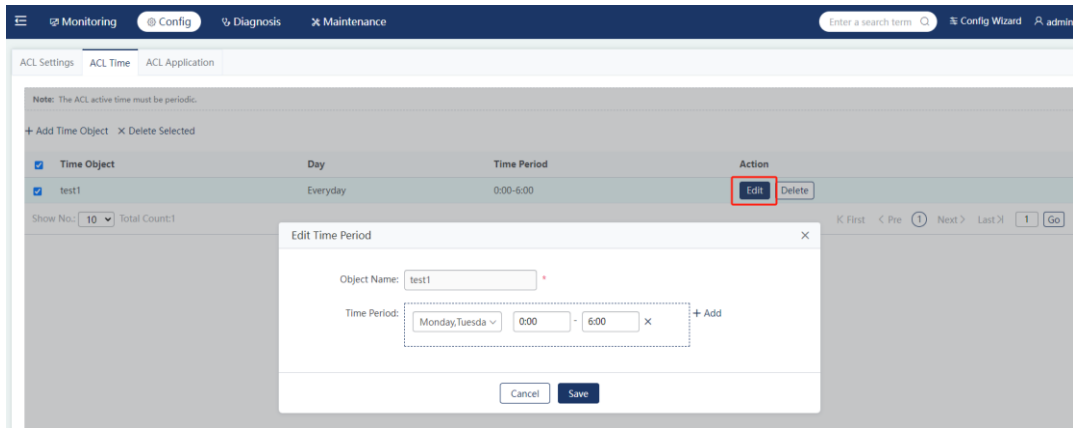 Monitoring Config Diagnosis Maintenance Enter a search term Config Wizard admin
ACL Settings ACL Time ACL Application
Note: The ACL active time must be periodic.
+ Add Time Object × Delete Selected
Time Object Day Time Period Action
test1 Everyday 0:00-6:00 Edit Delete
Show No.: 10 Total Count:1 First < Pre 1 Next > Last 1 Go
Edit Time Period ×
Object Name: test1 *
Time Period: Monday,Tuesda 0:00 - 6:00 × + Add
Cancel Save